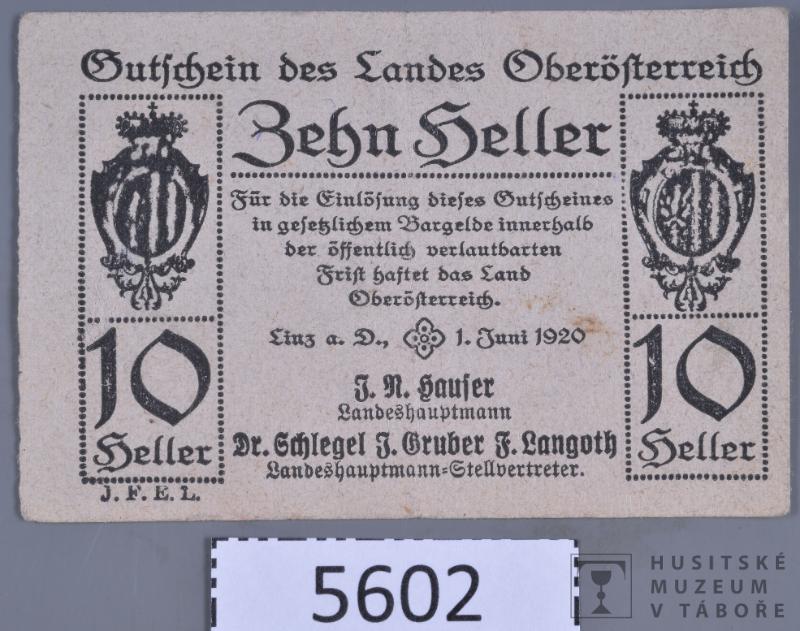 Gutschein des Landes Oberösterreich
Zehn Heller
Für die Einlösung dieses Gutscheines
in gesetzlichem Bargelde innerhalb
der öffentlich verlautbarten
Frist haftet das Land
Oberösterreich.
Linz a. D., 1. Juni 1920
J. N. Hauser
Landeshauptmann
Dr. Schlegel J. Gruber F. Langoth
Landeshauptmann-Stellvertreter.
10
Heller
10
Heller
J. F. E. L.
5602
HUSITSKÉ
MUZEUM
V TÁBOŘE